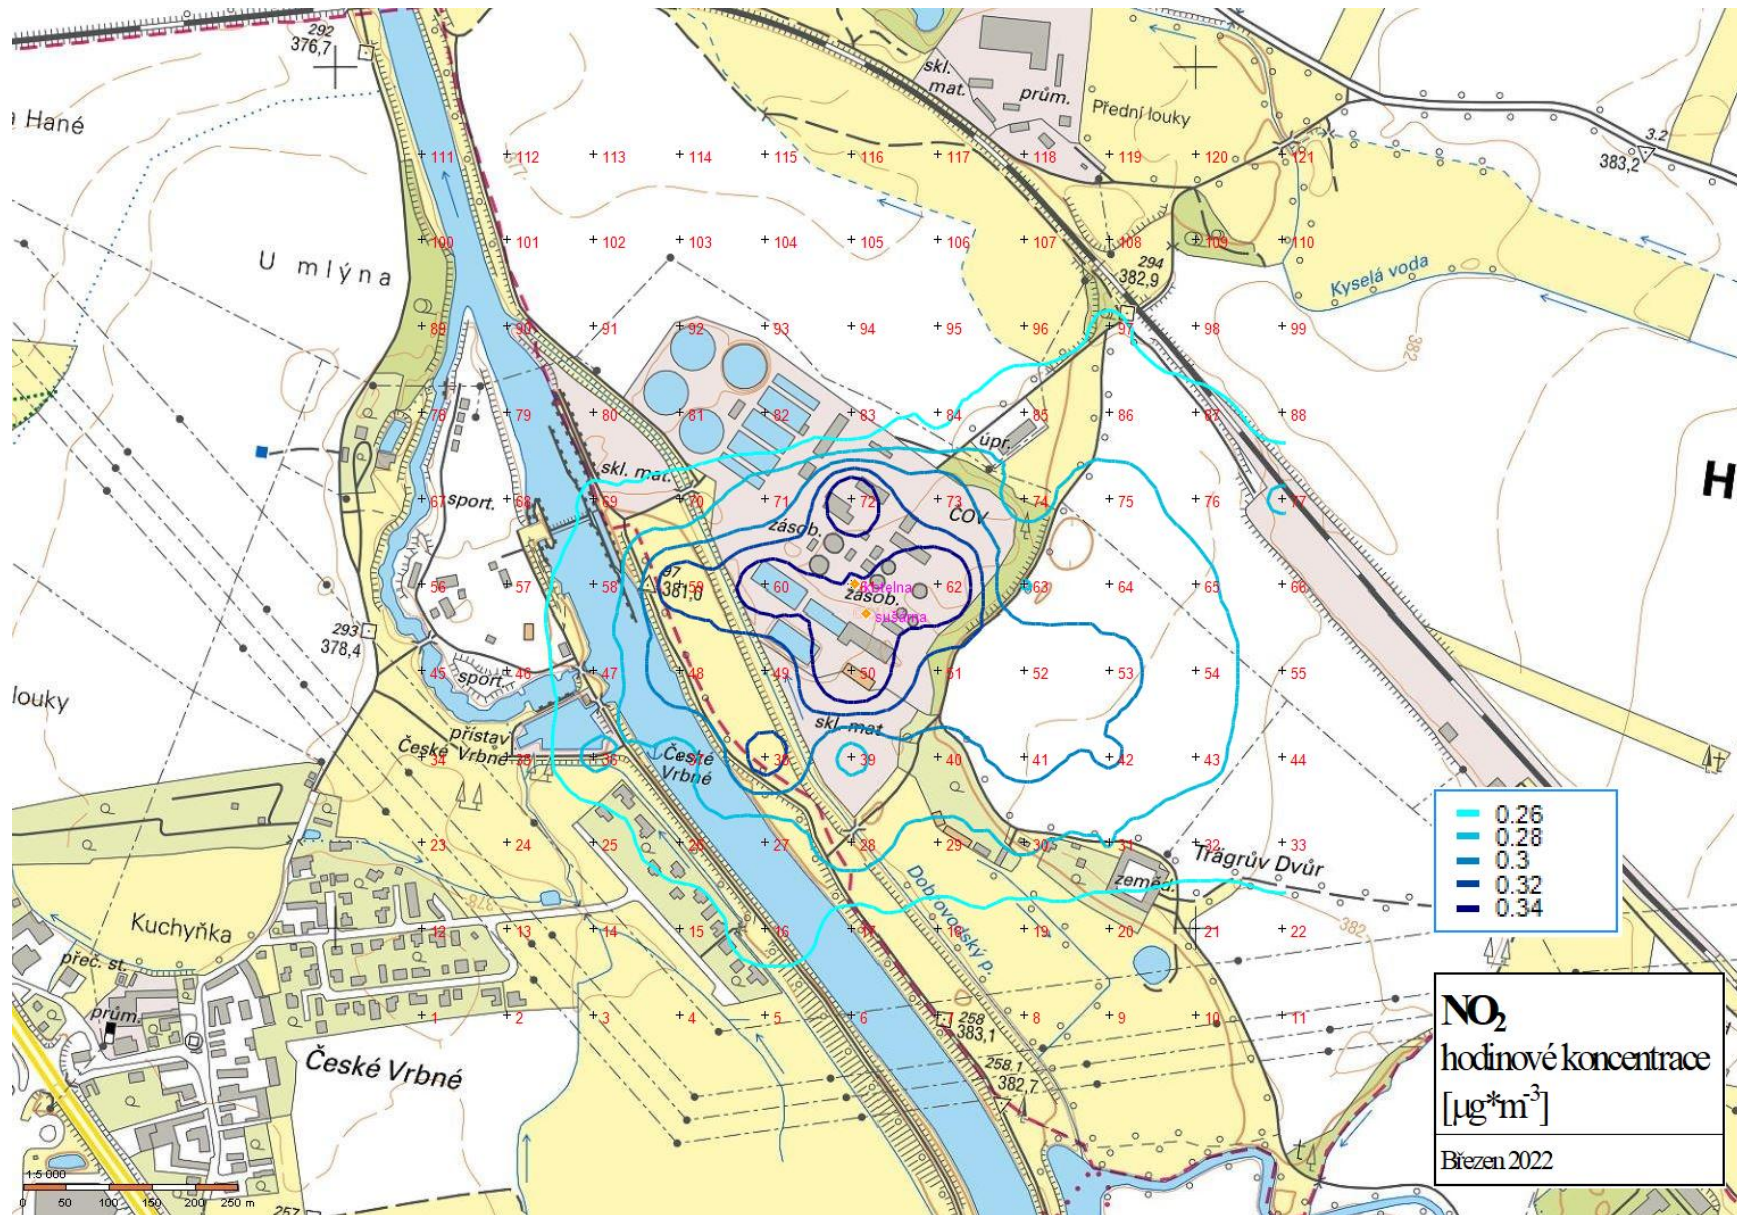 292
376,7
skl.
mat.
prům.
Přední louky
3.2
383,2
Hané
111 112 113 114 115 116 117 118 119 120 121
U mlýna
100 101 102 103 104 105 106 107 108 109 110
294
382,9
Kyselá voda
89 90 91 92 93 94 95 96 97 98 99
382
78 79 80 81 82 83 84 85 86 87 88
úpr.
skl. mat.
H
67 68 69 70 71 72 73 74 75 76 77
sport.
zásob.
ČOV
97
381,0
56 57 58 59 60 62 63 64 65 66
kotelna
zásob.
sušárna
293
378,4
45 46 47 48 49 50 51 52 53 54 55
sport.
louky
skl. mat.
přístav
České Vrbné
České
Vrbné
34 35 36 37 38 39 40 41 42 43 44
0.26
0.28
0.3
0.32
0.34
23 24 25 26 27 28 29 30 31 32 33
Trägrův Dvůr
zeměd.
Dobrovodský p.
378
382
Kuchyňka
12 13 14 15 16 17 18 19 20 21 22
přeč. st.
prům.
1 2 3 4 5 6 7 8 9 10 11
258
383,1
České Vrbné
258.1
382,7
NO₂
hodinové koncentrace
[µg*m⁻³]
Březen 2022
1:5 000
0 50 100 150 200 250 m
257